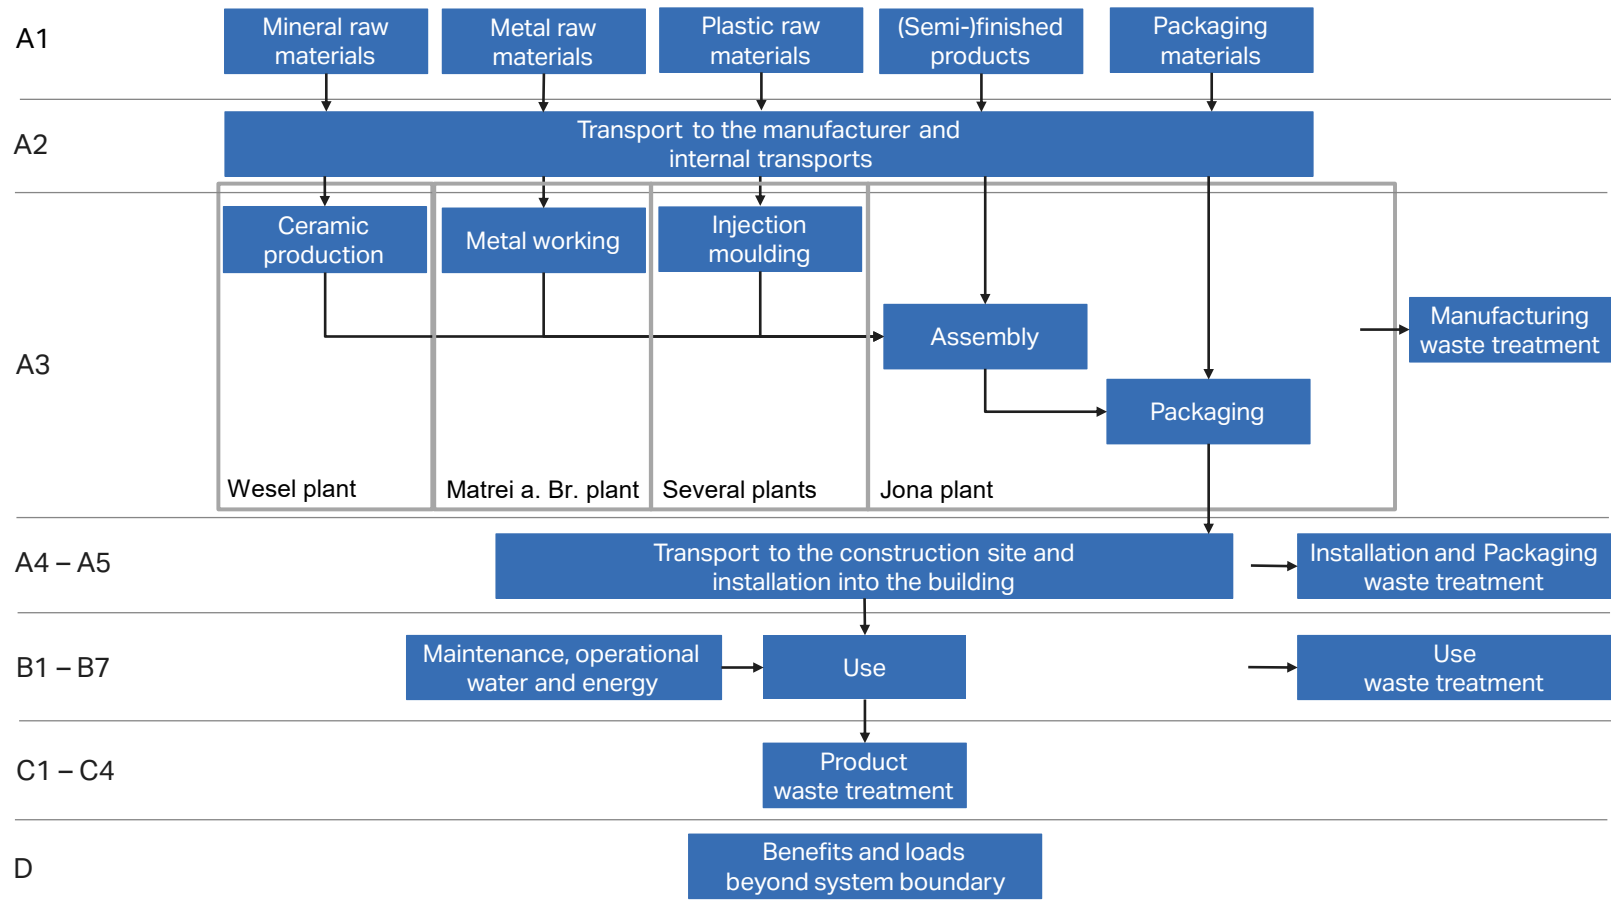 A1
Mineral raw
materials
Metal raw
materials
Plastic raw
materials
(Semi-)finished
products
Packaging
materials
A2
Transport to the manufacturer and
internal transports
A3
Ceramic
production
Metal working
Injection
moulding
Assembly
Packaging
Manufacturing
waste treatment
Wesel plant
Matrei a. Br. plant
Several plants
Jona plant
A4 – A5
Transport to the construction site and
installation into the building
Installation and Packaging
waste treatment
B1 – B7
Maintenance, operational
water and energy
Use
Use
waste treatment
C1 – C4
Product
waste treatment
D
Benefits and loads
beyond system boundary